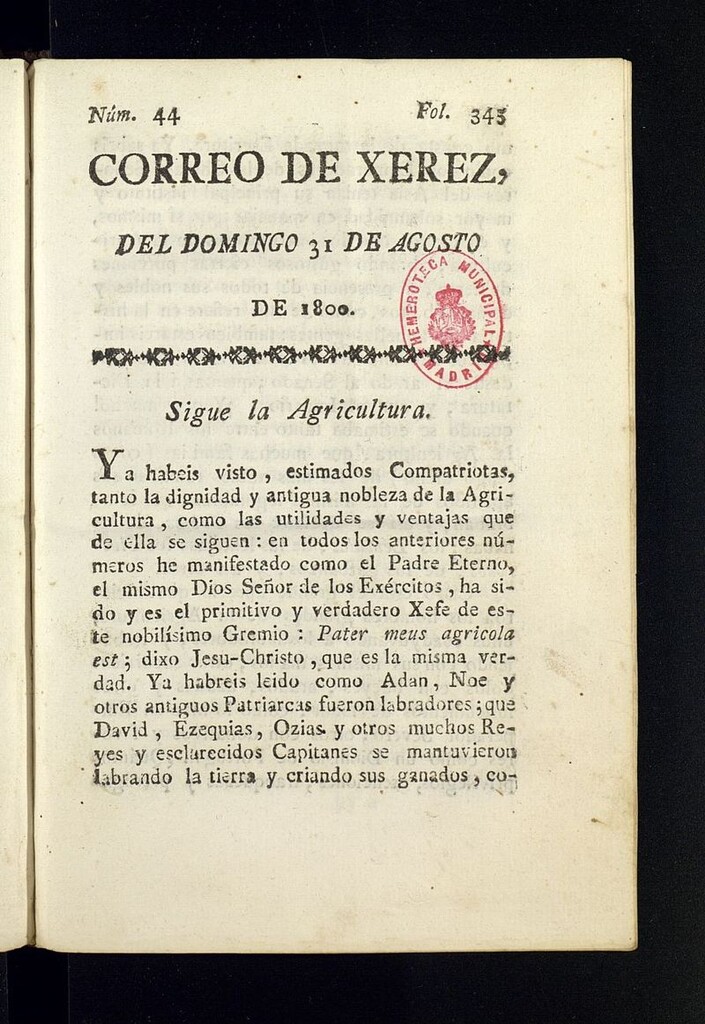 Núm. 44
Fol. 345
CORREO DE XEREZ,
DEL DOMINGO 31 DE AGOSTO
DE 1800.
HEMEROTECA MUNICIPAL
MADRID
Sigue la Agricultura.
Ya habeis visto, estimados Compatriotas,
tanto la dignidad y antigua nobleza de la Agri-
cultura, como las utilidades y ventajas que
de ella se siguen: en todos los anteriores nú-
meros he manifestado como el Padre Eterno,
el mismo Dios Señor de los Exércitos, ha si-
do y es el primitivo y verdadero Xefe de es-
te nobilísimo Gremio: Pater meus agricola
est; dixo Jesu-Christo, que es la misma ver-
dad. Ya habreis leido como Adan, Noe y
otros antiguos Patriarcas fueron labradores; que
David, Ezequias, Ozias. y otros muchos Re-
yes y esclarecidos Capitanes se mantuvieron
labrando la tierra y criando sus ganados, co-